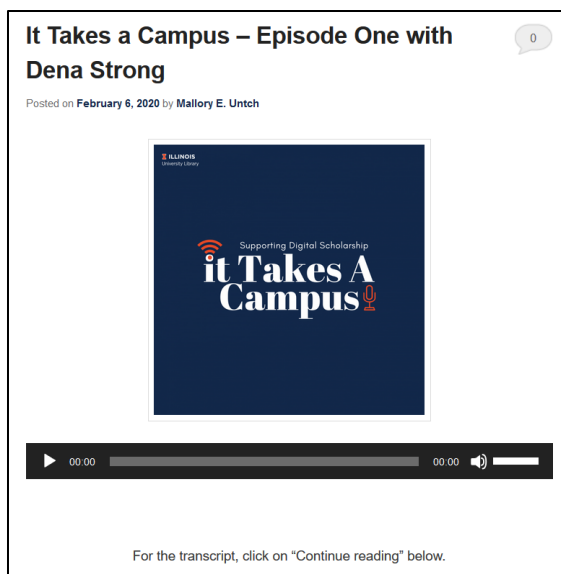 It Takes a Campus – Episode One with
Dena Strong
0
Posted on February 6, 2020 by Mallory E. Untch
I ILLINOIS
University Library
Supporting Digital Scholarship
it Takes A
Campus
00:00
00:00
For the transcript, click on “Continue reading” below.